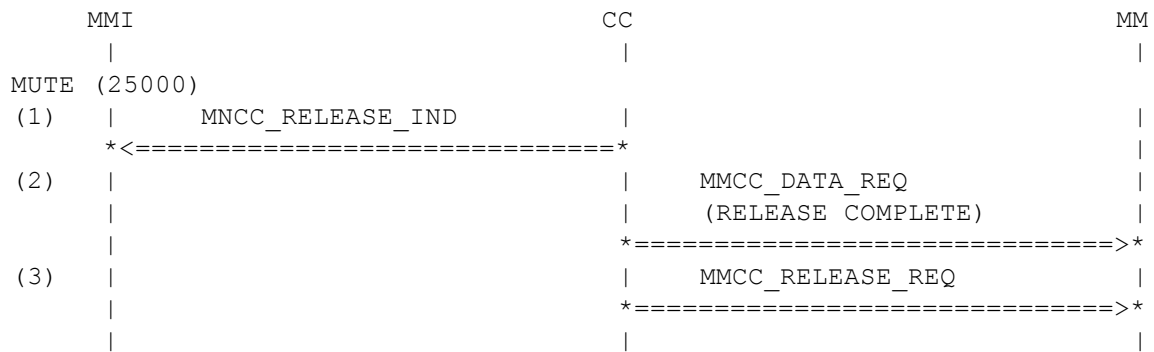 MMI CC MM
| | |
MUTE (25000)
(1) | MNCC_RELEASE_IND | |
*<==============================* |
(2) | | MMCC_DATA_REQ |
| | (RELEASE COMPLETE) |
| *==============================>*
(3) | | MMCC_RELEASE_REQ |
| *==============================>*
| | |